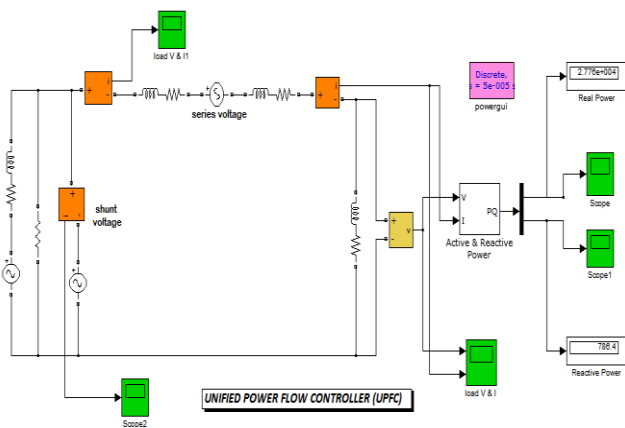 load V & I1
i
+
-
+
series voltage
i
+
-
Discrete,
s = 5e-005 s
powergui
2.776e+004
Real Power
+
-
shunt
voltage
+
+
+
-
v
V
I
PQ
Active & Reactive
Power
Scope
Scope1
786.4
Reactive Power
load V & I
UNIFIED POWER FLOW CONTROLLER (UPFC)
Scope2